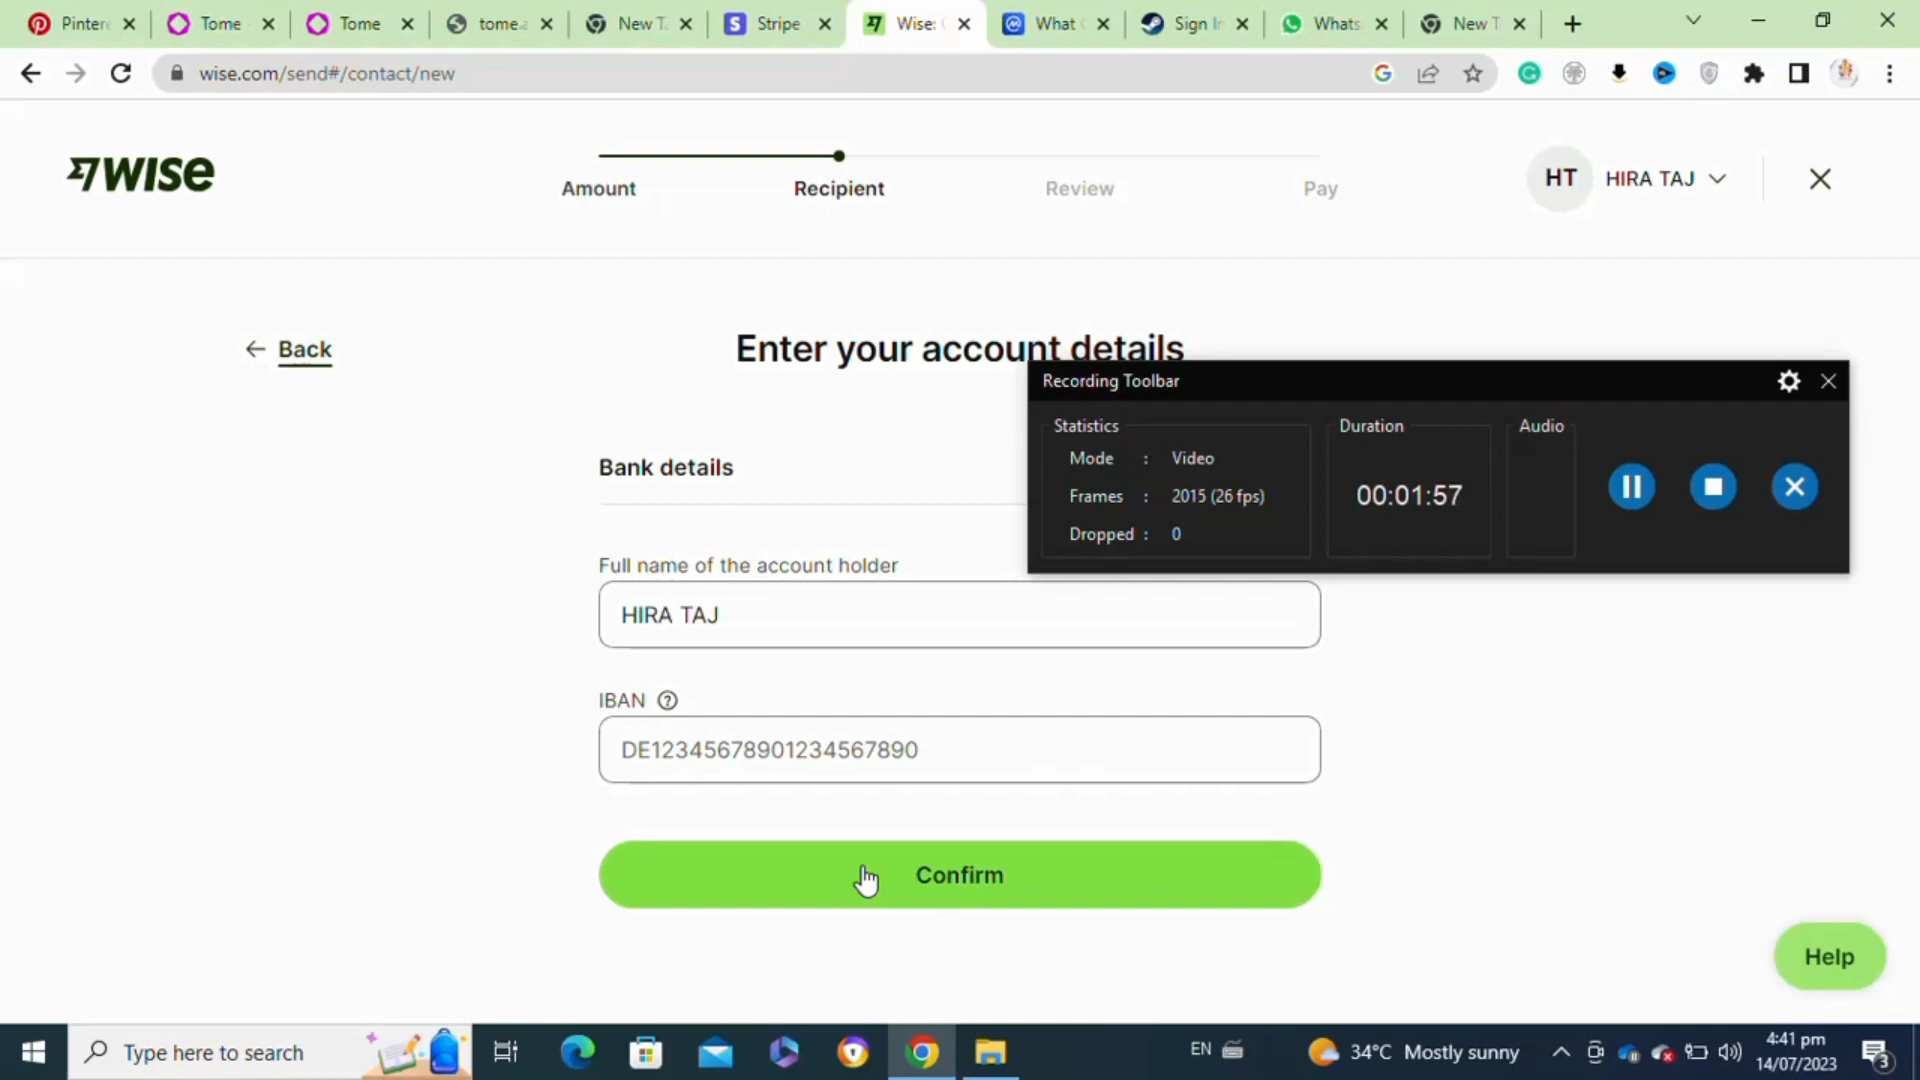 Pinter
Tome
Tome
tome.
New T
Stripe
Wise:
What
Sign In
Whats
New T
wise.com/send#/contact/new
WISE
Amount
Recipient
Review
Pay
HT
HIRA TAJ
Back
Enter your account details
Recording Toolbar
Statistics
Mode : Video
Frames : 2015 (26 fps)
Dropped : 0
Duration
00:01:57
Audio
Bank details
Full name of the account holder
HIRA TAJ
IBAN
DE12345678901234567890
Confirm
Help
Type here to search
EN
34°C Mostly sunny
4:41 pm
14/07/2023
3